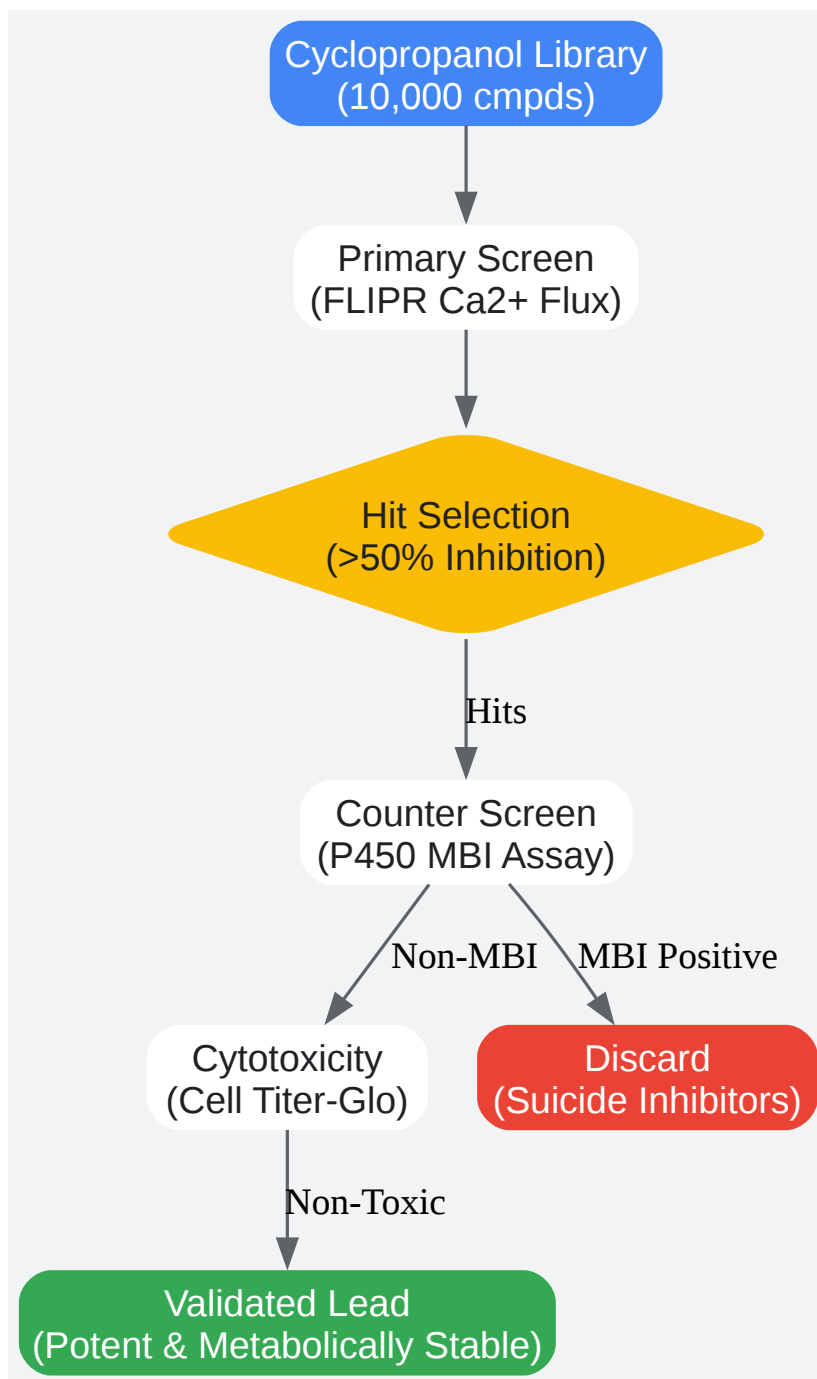 Cyclopropanol Library
(10,000 cmpds)
Primary Screen
(FLIPR Ca2+ Flux)
Hit Selection
(>50% Inhibition)
Hits
Counter Screen
(P450 MBI Assay)
Non-MBI
MBI Positive
Cytotoxicity
(Cell Titer-Glo)
Discard
(Suicide Inhibitors)
Non-Toxic
Validated Lead
(Potent & Metabolically Stable)